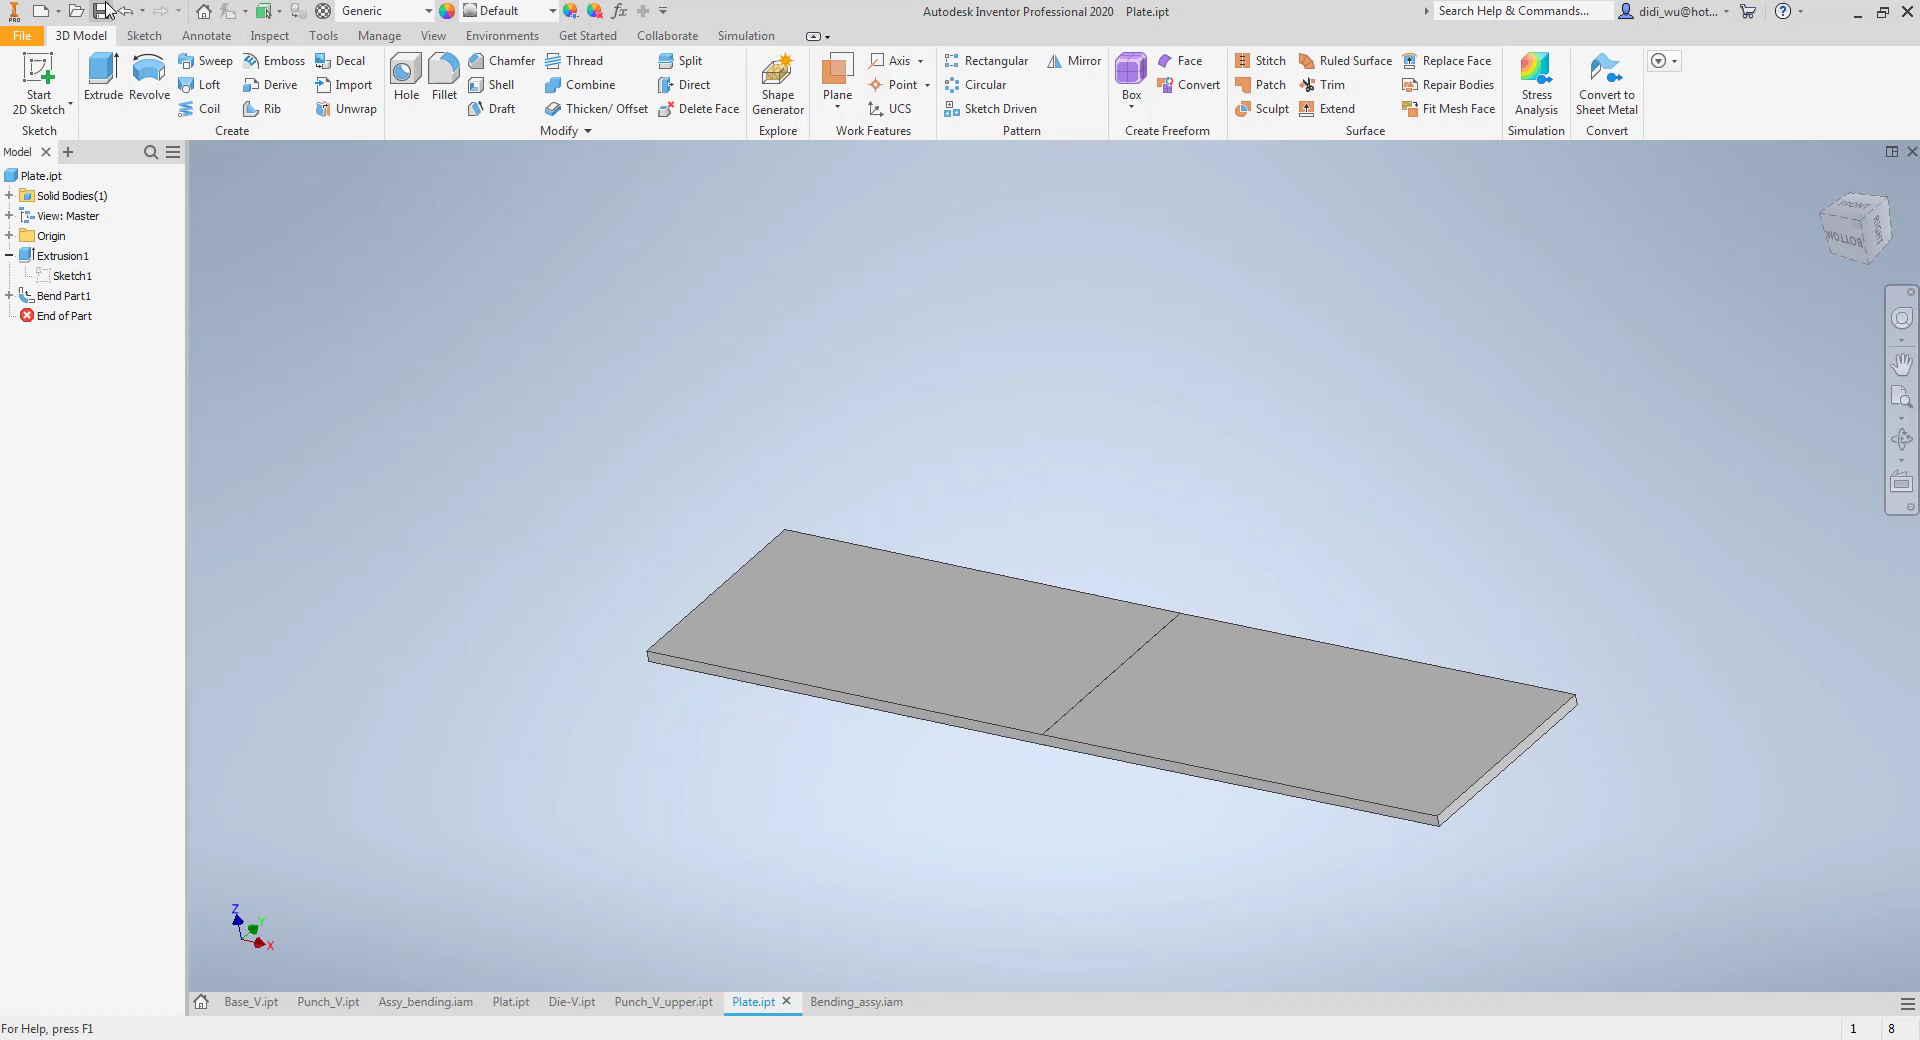 PRO Generic Default Autodesk Inventor Professional 2020 Plate.ipt Search Help & Commands... didi_wu@hot...
File 3D Model Sketch Annotate Inspect Tools Manage View Environments Get Started Collaborate Simulation
Start
2D Sketch
Sketch
Extrude Revolve
Sweep Emboss Decal
Loft Derive Import
Coil Rib Unwrap
Create
Hole Fillet
Chamfer Thread Split
Shell Combine Direct
Draft Thicken/ Offset Delete Face
Modify
Shape
Generator
Explore
Plane
Axis
Point
UCS
Work Features
Rectangular Mirror
Circular
Sketch Driven
Pattern
Box
Face
Convert
Create Freeform
Stitch Ruled Surface Replace Face
Patch Trim Repair Bodies
Sculpt Extend Fit Mesh Face
Surface
Stress
Analysis
Simulation
Convert to
Sheet Metal
Convert
Model
Plate.ipt
Solid Bodies(1)
View: Master
Origin
Extrusion1
Sketch1
Bend Part1
End of Part
FRONT
RIGHT
BOTTOM
Z
Y
X
Base_V.ipt Punch_V.ipt Assy_bending.iam Plat.ipt Die-V.ipt Punch_V_upper.ipt Plate.ipt Bending_assy.iam
For Help, press F1 1 8